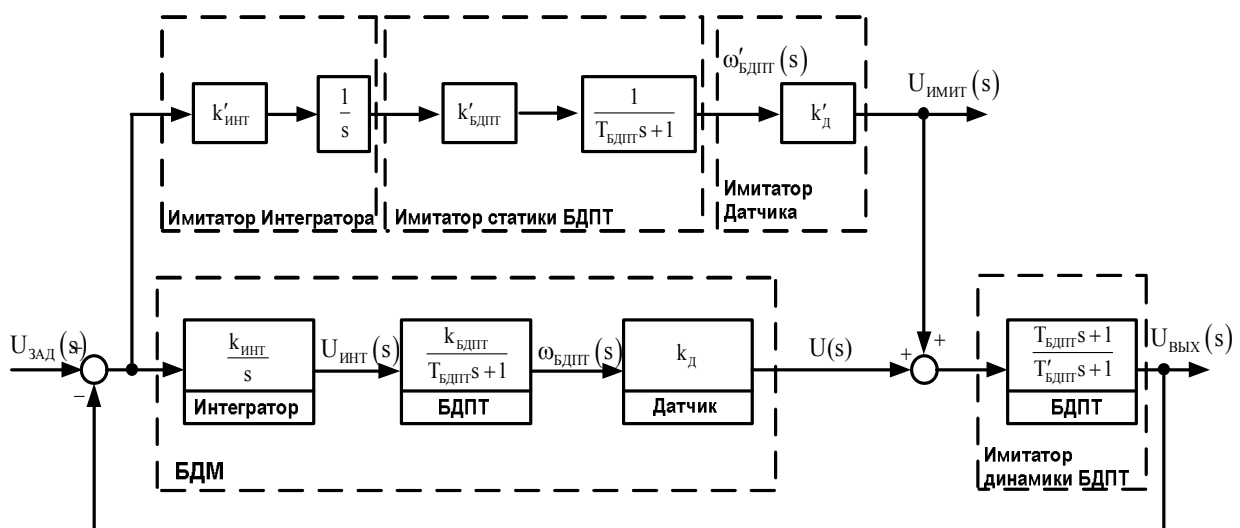 ω′БДПТ(s)
UИМИТ(s)
k′ИНТ
1
s
k′БДПТ
1
TБДПТs+1
k′Д
Имитатор Интегратора
Имитатор статики БДПТ
Имитатор
Датчика
UЗАД(s)
+
−
kИНТ
s
Интегратор
UИНТ(s)
kБДПТ
TБДПТs+1
БДПТ
ωБДПТ(s)
kД
Датчик
U(s)
+
+
TБДПТs+1
T′БДПТs+1
БДПТ
UВЫХ(s)
БДМ
Имитатор
динамики БДПТ